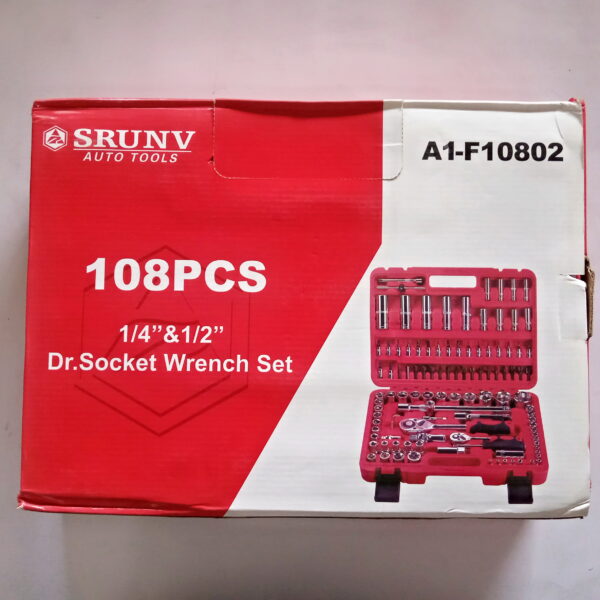 SRUNV
AUTO TOOLS
A1-F10802
108PCS
1/4”&1/2”
Dr.Socket Wrench Set